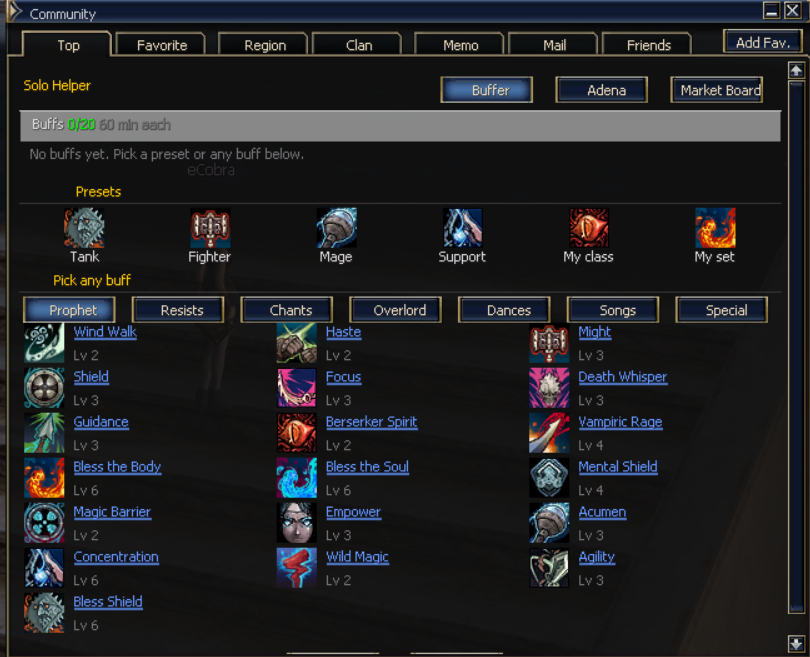 Community
Top Favorite Region Clan Memo Mail Friends Add Fav.
Solo Helper Buffer Adena Market Board
Buffs 0/20 60 min each
No buffs yet. Pick a preset or any buff below.
eCobra
Presets
Tank Fighter Mage Support My class My set
Pick any buff
Prophet Resists Chants Overlord Dances Songs Special
Wind Walk Haste Might
Lv 2 Lv 2 Lv 3
Shield Focus Death Whisper
Lv 3 Lv 3 Lv 3
Guidance Berserker Spirit Vampiric Rage
Lv 3 Lv 2 Lv 4
Bless the Body Bless the Soul Mental Shield
Lv 6 Lv 6 Lv 4
Magic Barrier Empower Acumen
Lv 2 Lv 3 Lv 3
Concentration Wild Magic Agility
Lv 6 Lv 2 Lv 3
Bless Shield
Lv 6